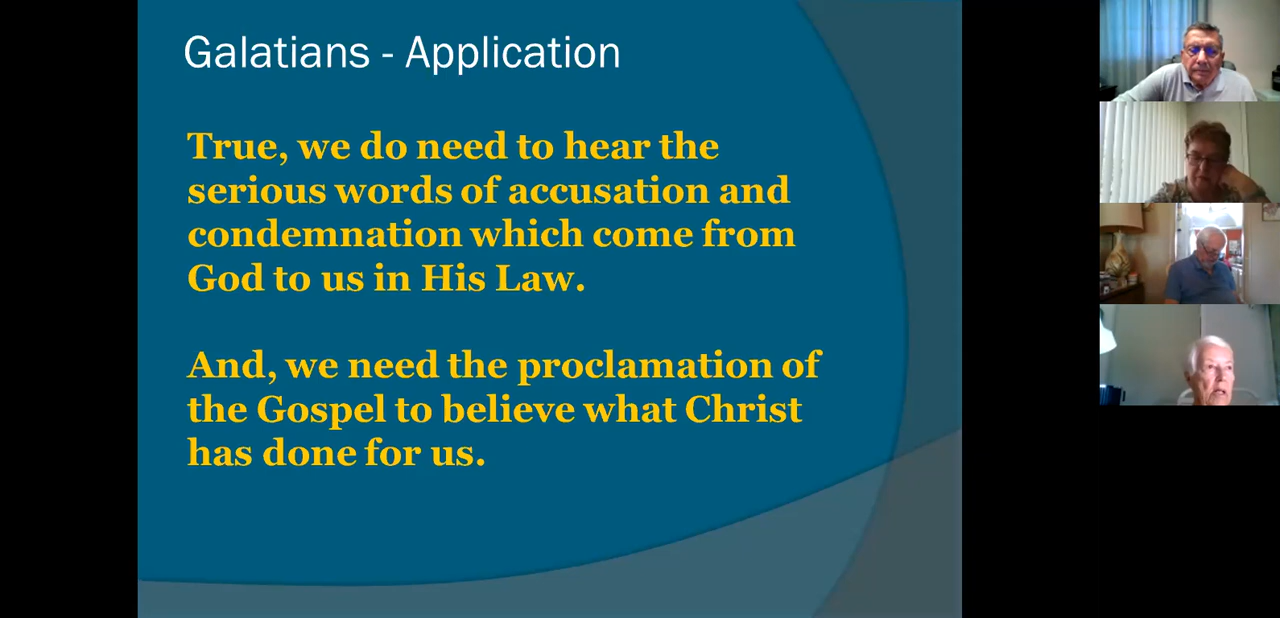 Galatians - Application
True, we do need to hear the
serious words of accusation and
condemnation which come from
God to us in His Law.
And, we need the proclamation of
the Gospel to believe what Christ
has done for us.